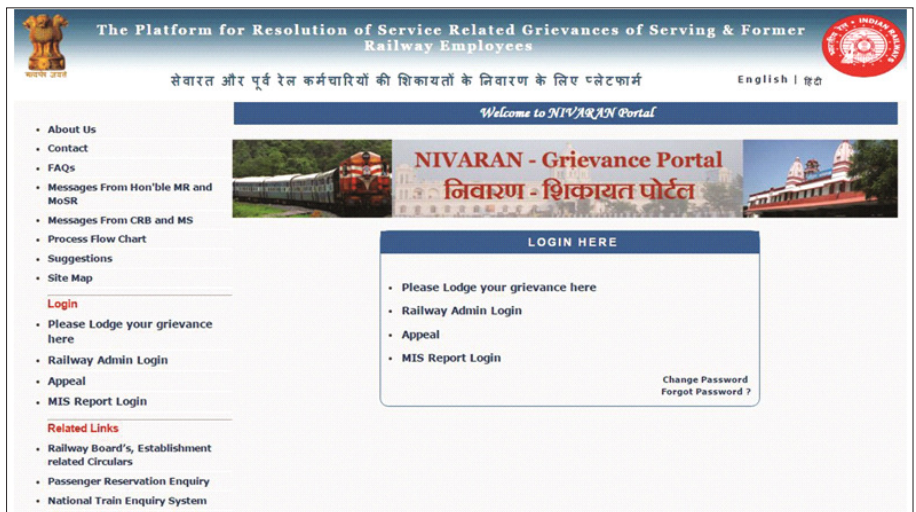 The Platform for Resolution of Service Related Grievances of Serving & Former
Railway Employees
सत्यमेव जयते
सेवारत और पूर्व रेल कर्मचारियों की शिकायतों के निवारण के लिए प्लेटफार्म
English | हिंदी
Welcome to NIVARAN Portal
• About Us
• Contact
• FAQs
• Messages From Hon'ble MR and
MoSR
• Messages From CRB and MS
• Process Flow Chart
• Suggestions
• Site Map
Login
• Please Lodge your grievance
here
• Railway Admin Login
• Appeal
• MIS Report Login
Related Links
• Railway Board's, Establishment
related Circulars
• Passenger Reservation Enquiry
• National Train Enquiry System
NIVARAN - Grievance Portal
निवारण - शिकायत पोर्टल
LOGIN HERE
• Please Lodge your grievance here
• Railway Admin Login
• Appeal
• MIS Report Login
Change Password
Forgot Password ?